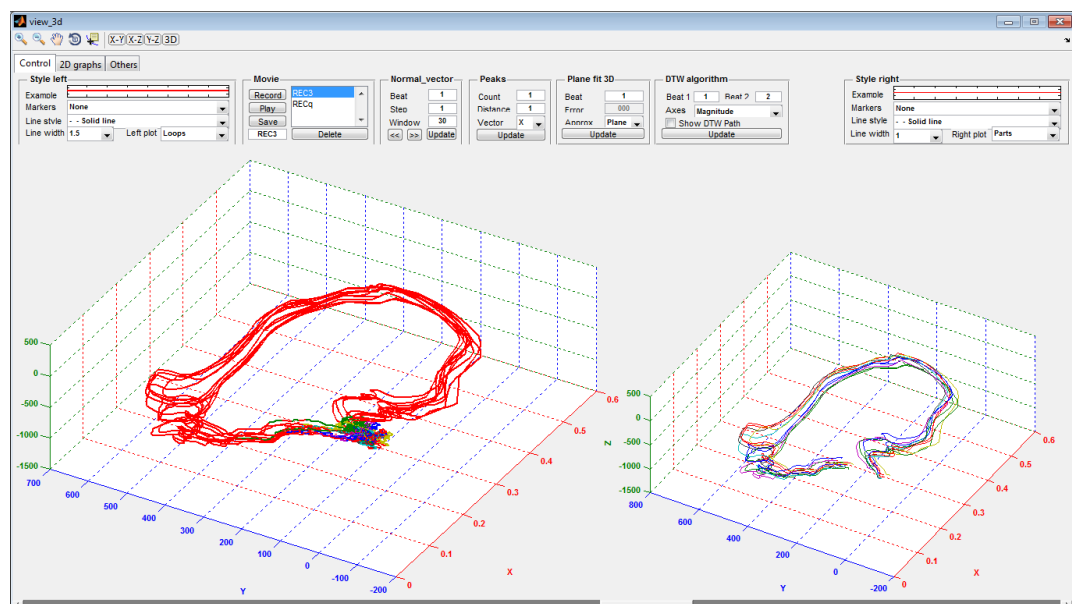 view_3d
X-Y X-Z Y-Z 3D
Control 2D graphs Others
Style left
Example
Markers None
Line style - - Solid line
Line width 1.5 Left plot Loops
Movie
Record
Play
Save
REC3
REC3
RECq
Delete
Normal_vector
Beat 1
Step 1
Window 30
<< >> Update
Peaks
Count 1
Distance 1
Vector X
Update
Plane fit 3D
Beat 1
Error 000
Approx Plane
Update
DTW algorithm
Beat 1 1 Beat 2 2
Axes Magnitude
Show DTW Path
Update
Style right
Example
Markers None
Line style - - Solid line
Line width 1 Right plot Parts
500
0
-500
-1000
-1500
700
600
500
400
300
200
100
0
-100
-200
Y
0
0.1
0.2
0.3
0.4
0.5
0.6
X
Z
500
0
-500
-1000
-1500
800
600
400
200
0
-200
Y
0
0.1
0.2
0.3
0.4
0.5
0.6
X